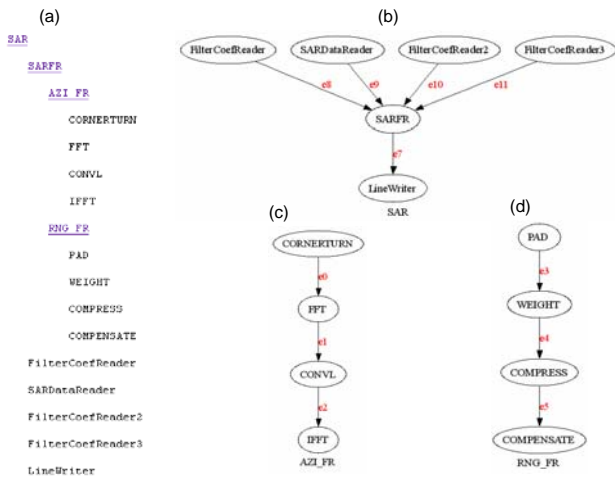 (a)
SAR
SARFR
AZI_FR
CORNERTURN
FFT
CONVL
IFFT
RNG_FR
PAD
WEIGHT
COMPRESS
COMPENSATE
FilterCoefReader
SARDataReader
FilterCoefReader2
FilterCoefReader3
LineWriter
(b)
FilterCoefReader SARDataReader FilterCoefReader2 FilterCoefReader3
e8 e9 e10 e11
SARFR
e7
LineWriter
SAR
(c)
CORNERTURN
e0
FFT
e1
CONVL
e2
IFFT
AZI_FR
(d)
PAD
e3
WEIGHT
e4
COMPRESS
e5
COMPENSATE
RNG_FR